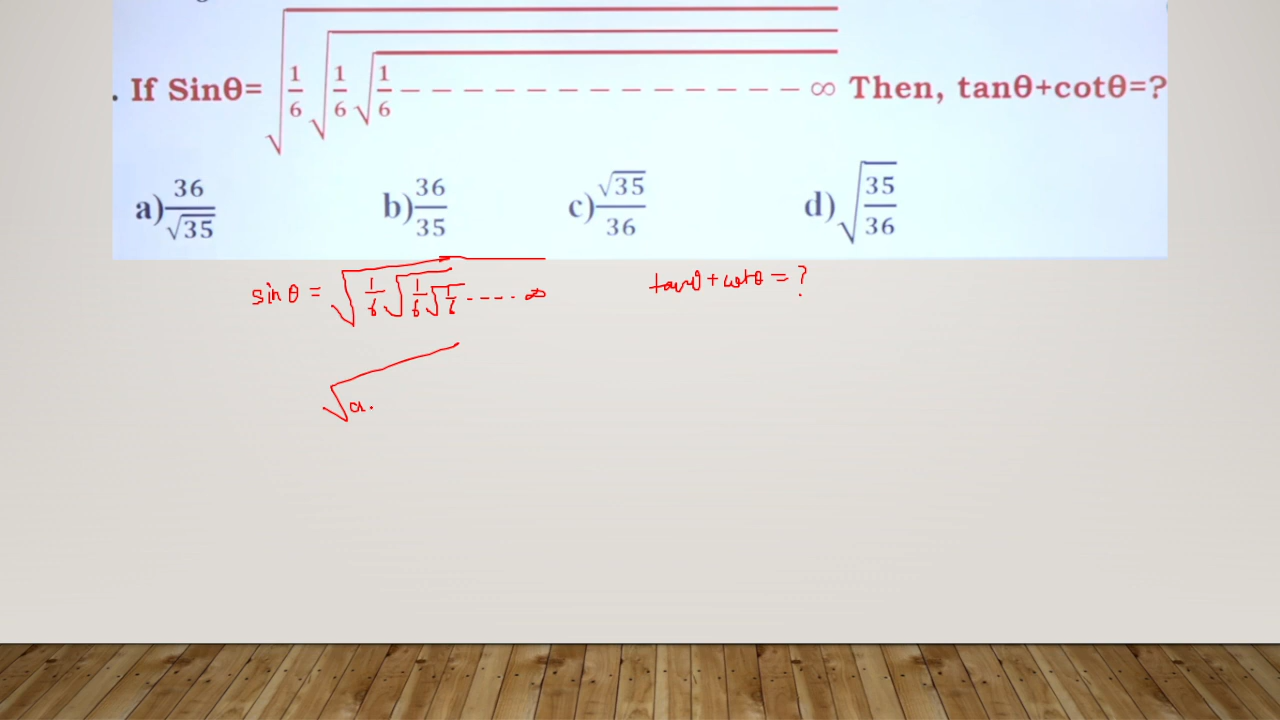 . If Sinθ= √(1/6 √(1/6 √(1/6 − − − − − − − − − − − − − ∞ Then, tanθ+cotθ=?
a) 36/√35 b) 36/35 c) √35/36 d) √(35/36)
sin θ = √(1/6 √(1/6 √(1/6 ....... ∞ tanθ + cotθ = ?
√a.